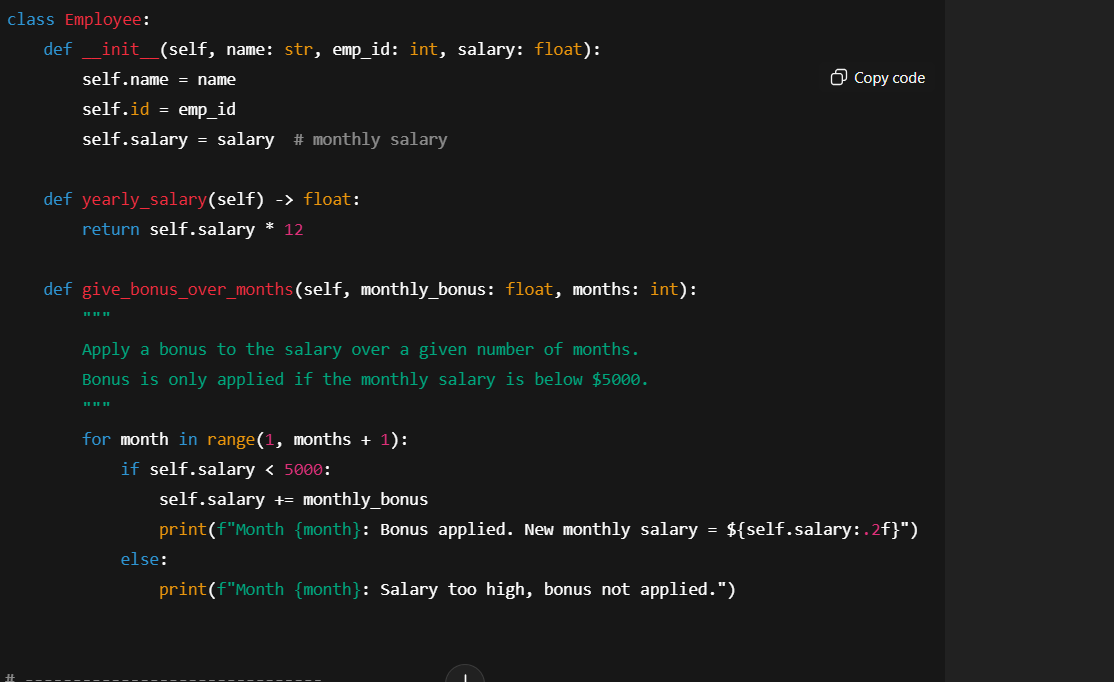 class Employee:
    def __init__(self, name: str, emp_id: int, salary: float):
        self.name = name
Copy code
        self.id = emp_id
        self.salary = salary  # monthly salary

    def yearly_salary(self) -> float:
        return self.salary * 12

    def give_bonus_over_months(self, monthly_bonus: float, months: int):
        """
        Apply a bonus to the salary over a given number of months.
        Bonus is only applied if the monthly salary is below $5000.
        """
        for month in range(1, months + 1):
            if self.salary < 5000:
                self.salary += monthly_bonus
                print(f"Month {month}: Bonus applied. New monthly salary = ${self.salary:.2f}")
            else:
                print(f"Month {month}: Salary too high, bonus not applied.")

# -------------------------------